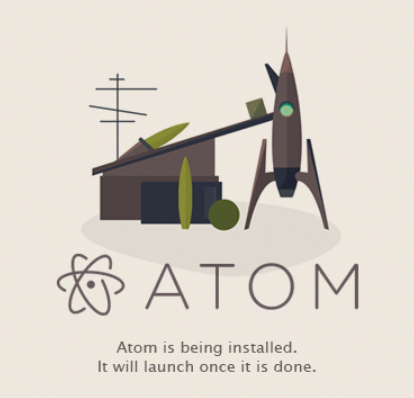 ATOM
Atom is being installed.
It will launch once it is done.